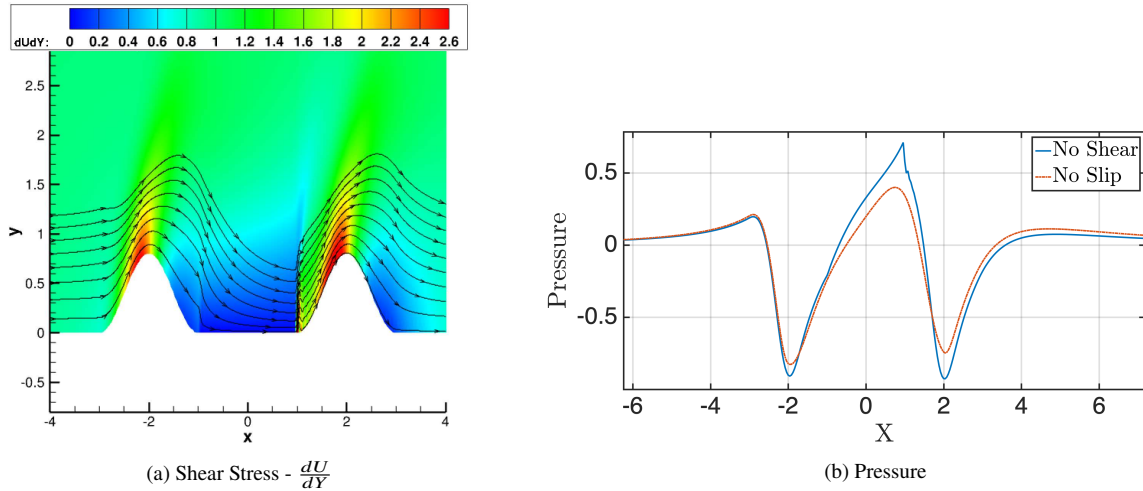 dUdY: 0 0.2 0.4 0.6 0.8 1 1.2 1.4 1.6 1.8 2 2.2 2.4 2.6
2.5
2
1.5
y
1
0.5
0
-0.5
-4 -2 0 2 4
x
(a) Shear Stress - dU/dY
No Shear
No Slip
0.5
0
-0.5
Pressure
-6 -4 -2 0 2 4 6
X
(b) Pressure